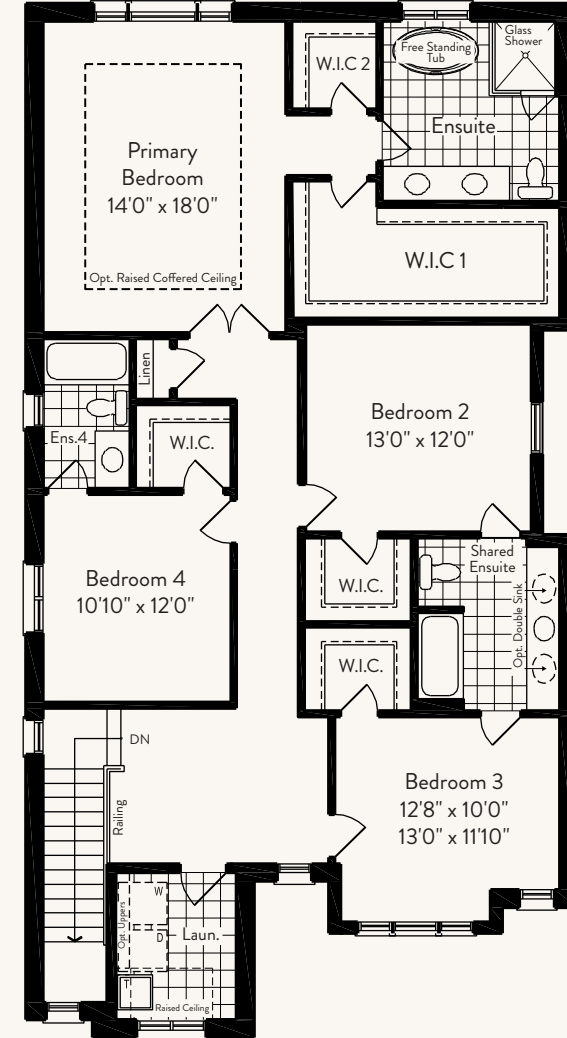 Glass
Shower
Free Standing
Tub
W.I.C 2
Ensuite
Primary
Bedroom
14'0" x 18'0"
Opt. Raised Coffered Ceiling
W.I.C 1
Linen
Bedroom 2
13'0" x 12'0"
Ens.4
W.I.C.
Shared
Ensuite
W.I.C.
Bedroom 4
10'10" x 12'0"
Opt. Double Sink
W.I.C.
DN
Bedroom 3
12'8" x 10'0"
13'0" x 11'10"
Railing
W
Opt. Uppers
D
Laun.
T
Raised Ceiling